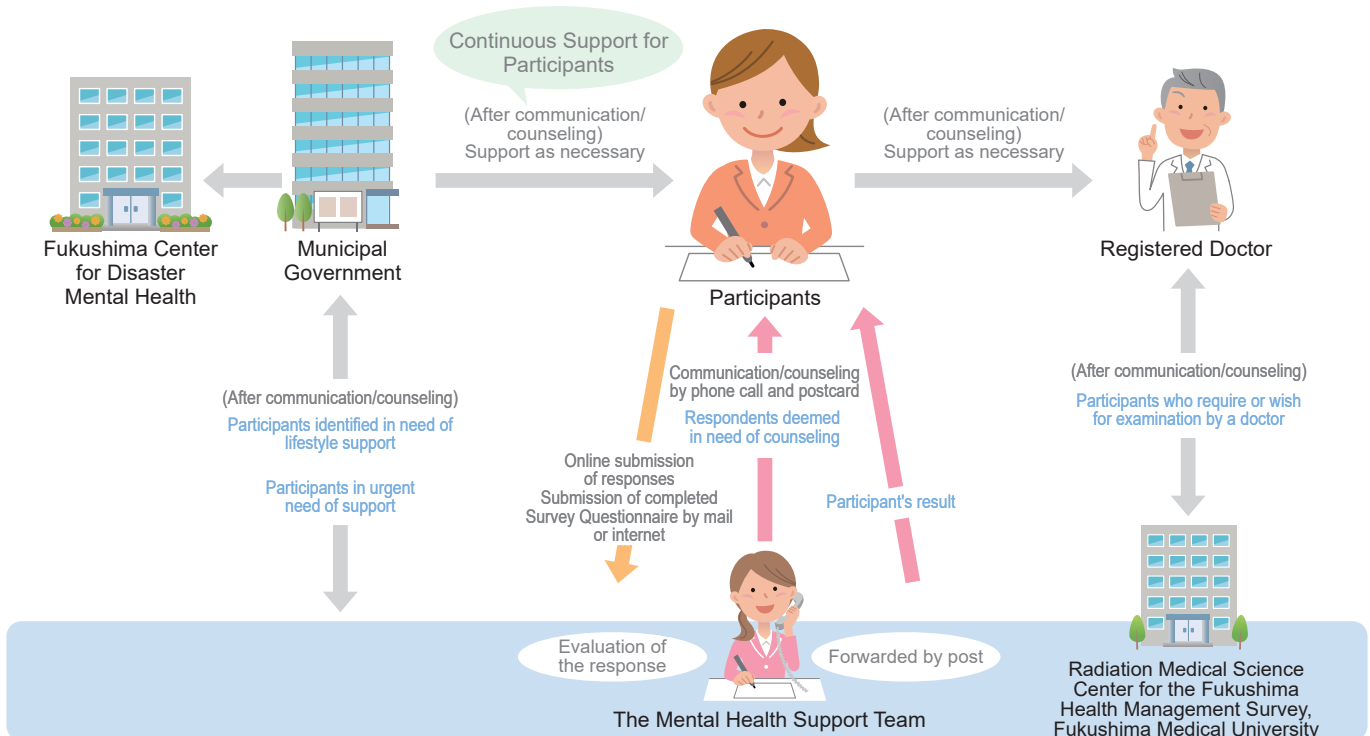 Continuous Support for
Participants
(After communication/
counseling)
Support as necessary
(After communication/
counseling)
Support as necessary
Fukushima Center
for Disaster
Mental Health
Municipal
Government
Participants
Registered Doctor
(After communication/counseling)
Participants identified in need of
lifestyle support
Participants in urgent
need of support
Communication/counseling
by phone call and postcard
Respondents deemed
in need of counseling
Online submission
of responses
Submission of completed
Survey Questionnaire by mail
or internet
Participant's result
(After communication/counseling)
Participants who require or wish
for examination by a doctor
Evaluation of
the response
Forwarded by post
The Mental Health Support Team
Radiation Medical Science
Center for the Fukushima
Health Management Survey,
Fukushima Medical University